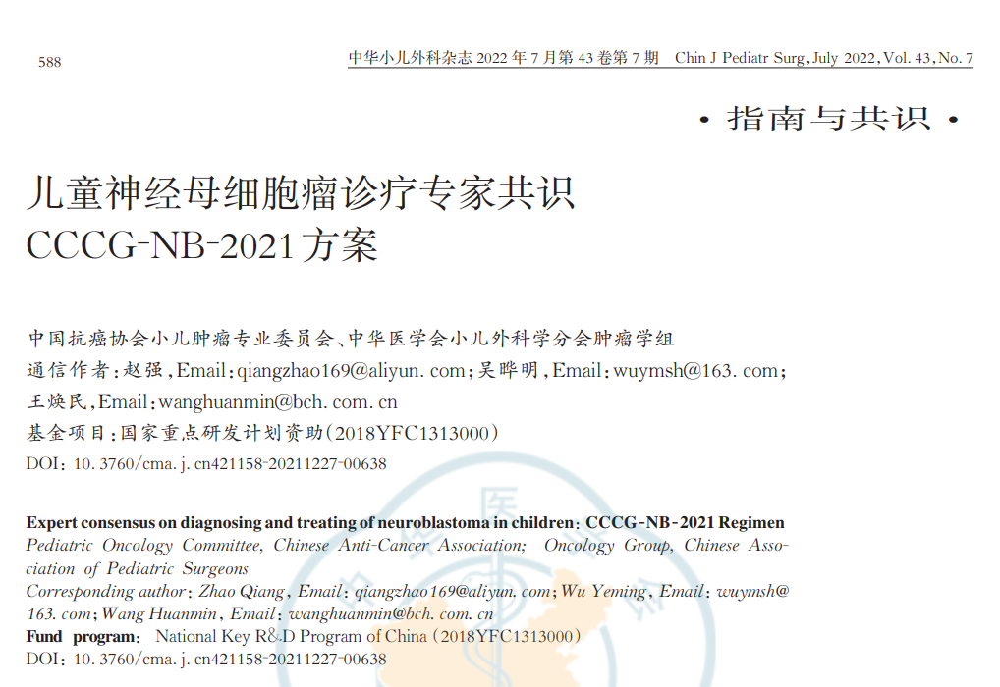 588
中华小儿外科杂志 2022 年 7 月第 43 卷第 7 期 Chin J Pediatr Surg,July 2022,Vol. 43,No. 7
·指南与共识·
儿童神经母细胞瘤诊疗专家共识
CCCG-NB-2021方案
中国抗癌协会小儿肿瘤专业委员会、中华医学会小儿外科学分会肿瘤学组
通信作者:赵强,Email:qiangzhao169@aliyun. com;吴晔明,Email:wuymsh@163. com;
王焕民,Email:wanghuanmin@bch. com. cn
基金项目:国家重点研发计划资助(2018YFC1313000)
DOI: 10. 3760/cma. j. cn421158-20211227-00638
Expert consensus on diagnosing and treating of neuroblastoma in children: CCCG-NB-2021 Regimen
Pediatric Oncology Committee, Chinese Anti-Cancer Association; Oncology Group, Chinese Asso-
ciation of Pediatric Surgeons
Corresponding author: Zhao Qiang, Email: qiangzhao169@aliyun. com; Wu Yeming, Email: wuymsh@
163. com; Wang Huanmin, Email: wanghuanmin@bch. com. cn
Fund program: National Key R&D Program of China (2018YFC1313000)
DOI: 10. 3760/cma. j. cn421158-20211227-00638
中华医学会